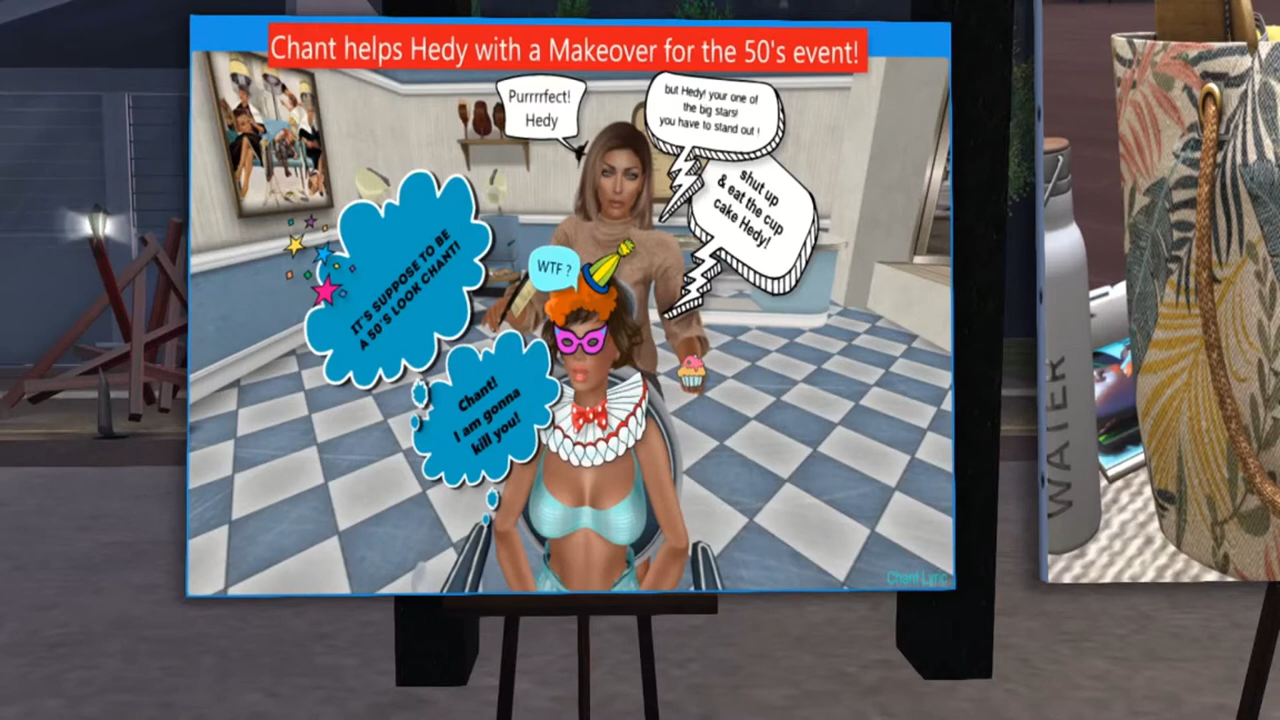 Chant helps Hedy with a Makeover for the 50's event!
Purrrrfect!
Hedy
but Hedy! your one of
the big stars!
you have to stand out !
shut up
& eat the cup
cake Hedy!
IT'S SUPPOSE TO BE
A 50'S LOOK CHANT!
WTF ?
Chant!
I am gonna
kill you!
WATER
Chant Lyric